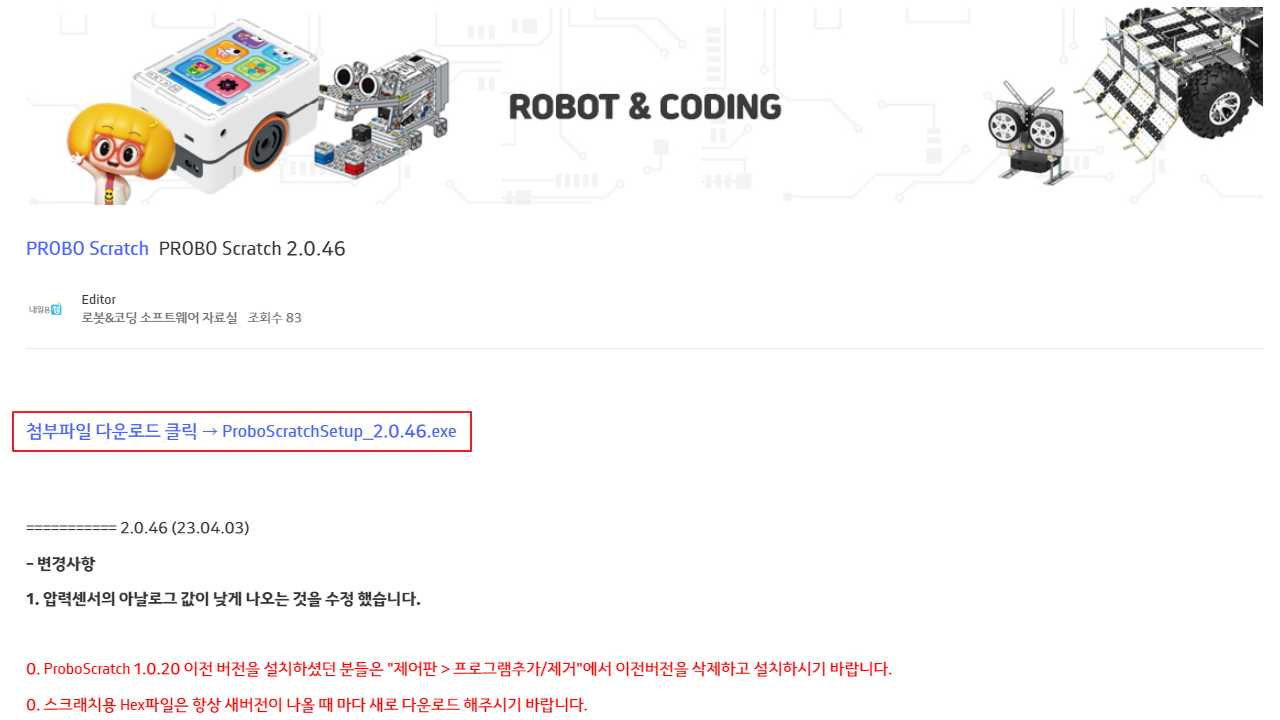 ROBOT & CODING
PROBO Scratch PROBO Scratch 2.0.46
Editor
내일은
로봇&코딩 소프트웨어 자료실 조회수 83
첨부파일 다운로드 클릭 → ProboScratchSetup_2.0.46.exe
=========== 2.0.46 (23.04.03)
- 변경사항
1. 압력센서의 아날로그 값이 낮게 나오는 것을 수정 했습니다.
0. ProboScratch 1.0.20 이전 버전을 설치하셨던 분들은 "제어판 > 프로그램추가/제거"에서 이전버전을 삭제하고 설치하시기 바랍니다.
0. 스크래치용 Hex파일은 항상 새버전이 나올 때 마다 새로 다운로드 해주시기 바랍니다.